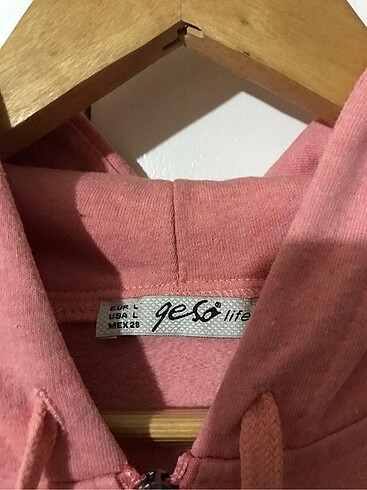 EUR L
USA L
MEX 28
geso® life